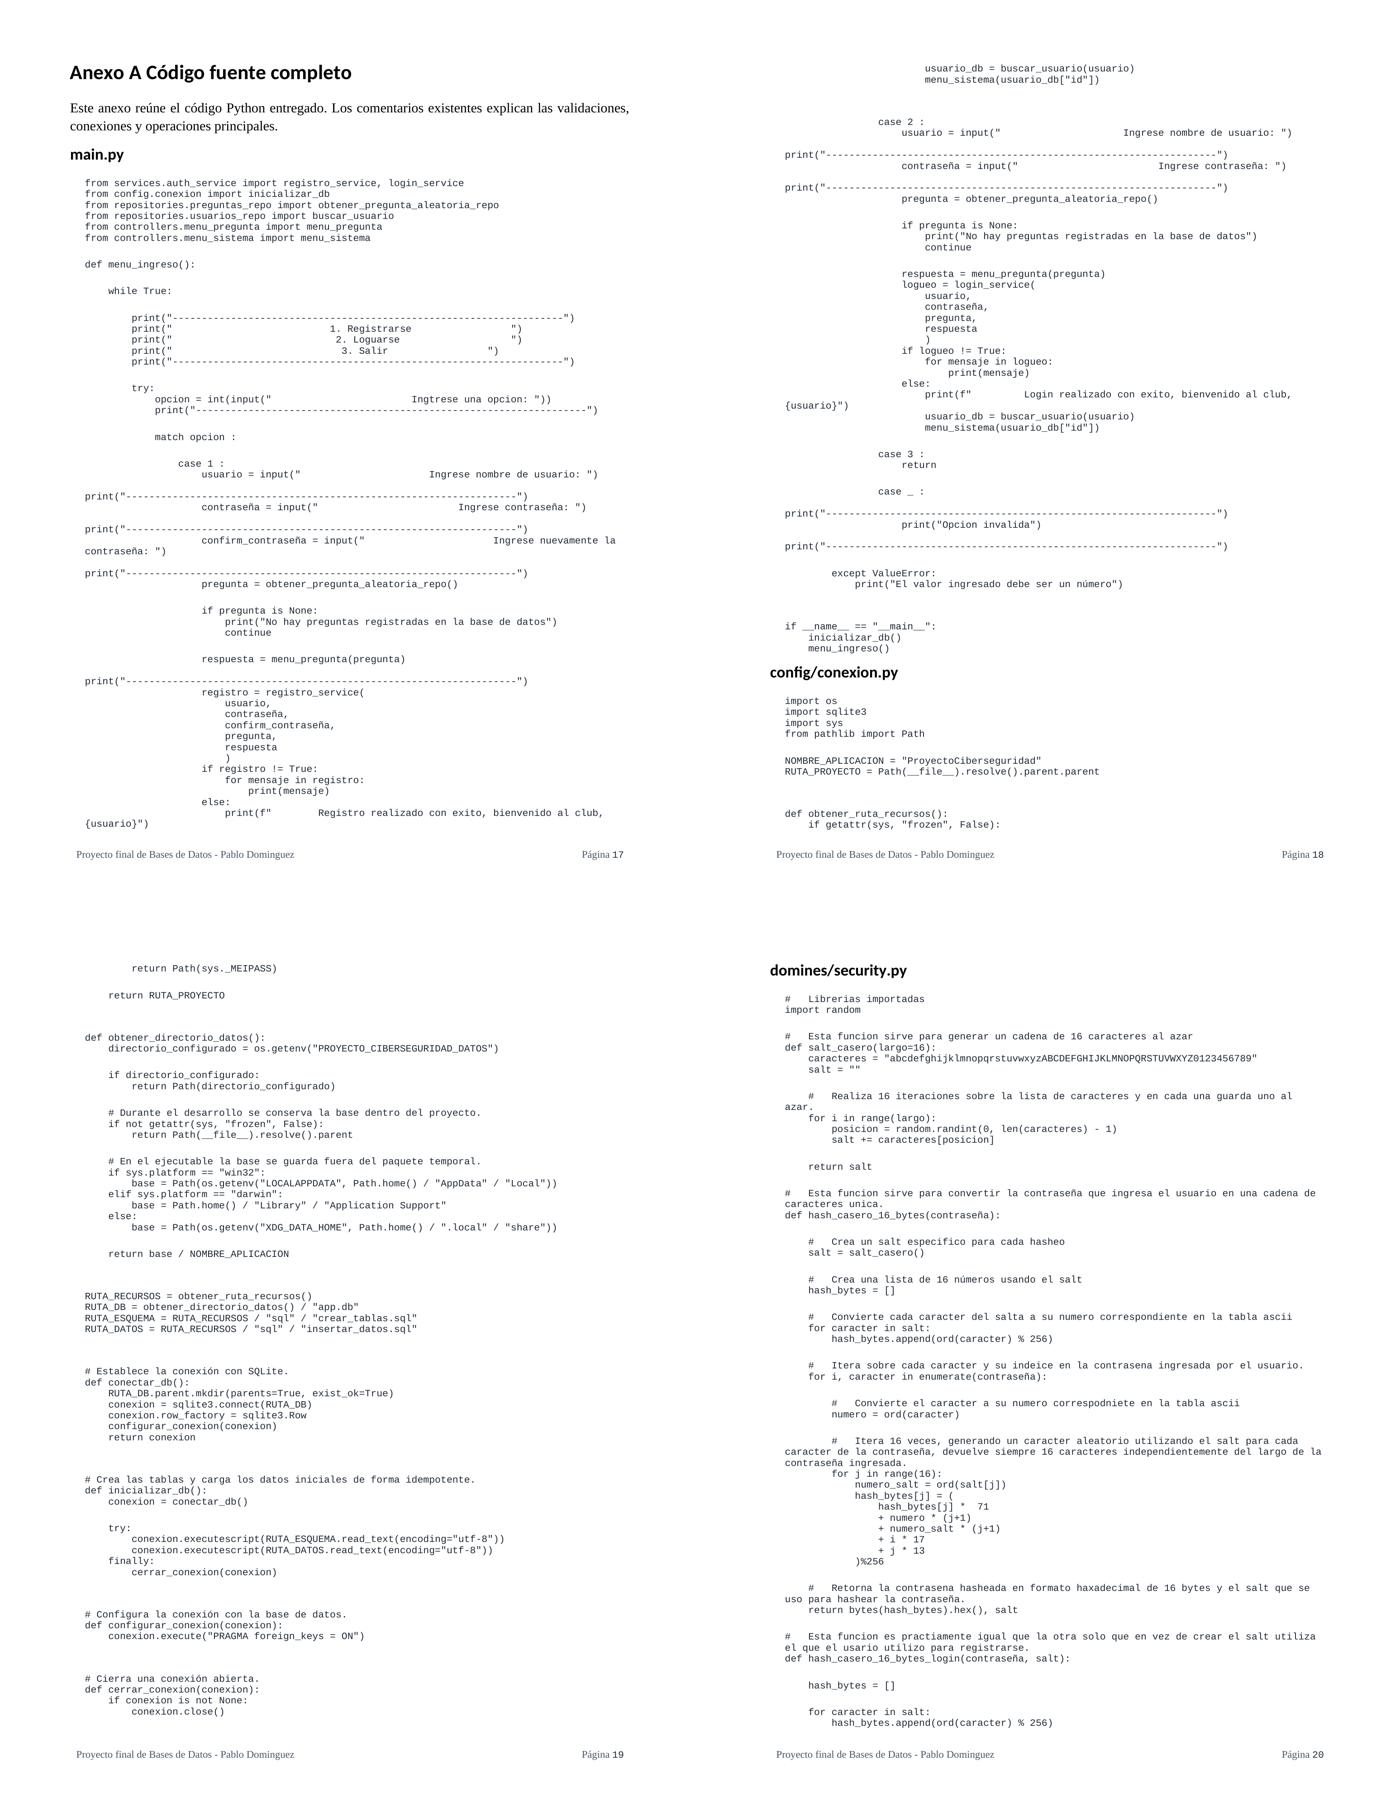 Anexo A Código fuente completo
Este anexo reúne el código Python entregado. Los comentarios existentes explican las validaciones,
conexiones y operaciones principales.
main.py
from services.auth_service import registro_service, login_service
from config.conexion import inicializar_db
from repositories.preguntas_repo import obtener_pregunta_aleatoria_repo
from repositories.usuarios_repo import buscar_usuario
from controllers.menu_pregunta import menu_pregunta
from controllers.menu_sistema import menu_sistema
def menu_ingreso():
    while True:
        print("-------------------------------------------------------------------")
        print("                           1. Registrarse                 ")
        print("                            2. Loguarse                   ")
        print("                             3. Salir                 ")
        print("-------------------------------------------------------------------")
        try:
            opcion = int(input("                        Ingtrese una opcion: "))
            print("-------------------------------------------------------------------")
            match opcion :
                case 1 :
                    usuario = input("                      Ingrese nombre de usuario: ")
print("-------------------------------------------------------------------")
                    contraseña = input("                        Ingrese contraseña: ")
print("-------------------------------------------------------------------")
                    confirm_contraseña = input("                      Ingrese nuevamente la
contraseña: ")
print("-------------------------------------------------------------------")
                    pregunta = obtener_pregunta_aleatoria_repo()
                    if pregunta is None:
                        print("No hay preguntas registradas en la base de datos")
                        continue
                    respuesta = menu_pregunta(pregunta)
print("-------------------------------------------------------------------")
                    registro = registro_service(
                        usuario,
                        contraseña,
                        confirm_contraseña,
                        pregunta,
                        respuesta
                        )
                    if registro != True:
                        for mensaje in registro:
                            print(mensaje)
                    else:
                        print(f"        Registro realizado con exito, bienvenido al club,
{usuario}")
Proyecto final de Bases de Datos - Pablo Dominguez Página 17
                        usuario_db = buscar_usuario(usuario)
                        menu_sistema(usuario_db["id"])
                case 2 :
                    usuario = input("                     Ingrese nombre de usuario: ")
print("-------------------------------------------------------------------")
                    contraseña = input("                        Ingrese contraseña: ")
print("-------------------------------------------------------------------")
                    pregunta = obtener_pregunta_aleatoria_repo()
                    if pregunta is None:
                        print("No hay preguntas registradas en la base de datos")
                        continue
                    respuesta = menu_pregunta(pregunta)
                    logueo = login_service(
                        usuario,
                        contraseña,
                        pregunta,
                        respuesta
                        )
                    if logueo != True:
                        for mensaje in logueo:
                            print(mensaje)
                    else:
                        print(f"         Login realizado con exito, bienvenido al club,
{usuario}")
                        usuario_db = buscar_usuario(usuario)
                        menu_sistema(usuario_db["id"])
                case 3 :
                    return
                case _ :
print("-------------------------------------------------------------------")
                    print("Opcion invalida")
print("-------------------------------------------------------------------")
        except ValueError:
            print("El valor ingresado debe ser un número")
if __name__ == "__main__":
    inicializar_db()
    menu_ingreso()
config/conexion.py
import os
import sqlite3
import sys
from pathlib import Path
NOMBRE_APLICACION = "ProyectoCiberseguridad"
RUTA_PROYECTO = Path(__file__).resolve().parent.parent
def obtener_ruta_recursos():
    if getattr(sys, "frozen", False):
Proyecto final de Bases de Datos - Pablo Dominguez Página 18
        return Path(sys._MEIPASS)
    return RUTA_PROYECTO
def obtener_directorio_datos():
    directorio_configurado = os.getenv("PROYECTO_CIBERSEGURIDAD_DATOS")
    if directorio_configurado:
        return Path(directorio_configurado)
    # Durante el desarrollo se conserva la base dentro del proyecto.
    if not getattr(sys, "frozen", False):
        return Path(__file__).resolve().parent
    # En el ejecutable la base se guarda fuera del paquete temporal.
    if sys.platform == "win32":
        base = Path(os.getenv("LOCALAPPDATA", Path.home() / "AppData" / "Local"))
    elif sys.platform == "darwin":
        base = Path.home() / "Library" / "Application Support"
    else:
        base = Path(os.getenv("XDG_DATA_HOME", Path.home() / ".local" / "share"))
    return base / NOMBRE_APLICACION
RUTA_RECURSOS = obtener_ruta_recursos()
RUTA_DB = obtener_directorio_datos() / "app.db"
RUTA_ESQUEMA = RUTA_RECURSOS / "sql" / "crear_tablas.sql"
RUTA_DATOS = RUTA_RECURSOS / "sql" / "insertar_datos.sql"
# Establece la conexión con SQLite.
def conectar_db():
    RUTA_DB.parent.mkdir(parents=True, exist_ok=True)
    conexion = sqlite3.connect(RUTA_DB)
    conexion.row_factory = sqlite3.Row
    configurar_conexion(conexion)
    return conexion
# Crea las tablas y carga los datos iniciales de forma idempotente.
def inicializar_db():
    conexion = conectar_db()
    try:
        conexion.executescript(RUTA_ESQUEMA.read_text(encoding="utf-8"))
        conexion.executescript(RUTA_DATOS.read_text(encoding="utf-8"))
    finally:
        cerrar_conexion(conexion)
# Configura la conexión con la base de datos.
def configurar_conexion(conexion):
    conexion.execute("PRAGMA foreign_keys = ON")
# Cierra una conexión abierta.
def cerrar_conexion(conexion):
    if conexion is not None:
        conexion.close()
Proyecto final de Bases de Datos - Pablo Dominguez Página 19
domines/security.py
#   Librerias importadas
import random
#   Esta funcion sirve para generar un cadena de 16 caracteres al azar
def salt_casero(largo=16):
    caracteres = "abcdefghijklmnopqrstuvwxyzABCDEFGHIJKLMNOPQRSTUVWXYZ0123456789"
    salt = ""
    #   Realiza 16 iteraciones sobre la lista de caracteres y en cada una guarda uno al
azar.
    for i in range(largo):
        posicion = random.randint(0, len(caracteres) - 1)
        salt += caracteres[posicion]
    return salt
#   Esta funcion sirve para convertir la contraseña que ingresa el usuario en una cadena de
caracteres unica.
def hash_casero_16_bytes(contraseña):
    #   Crea un salt especifico para cada hasheo
    salt = salt_casero()
    #   Crea una lista de 16 números usando el salt
    hash_bytes = []
    #   Convierte cada caracter del salta a su numero correspondiente en la tabla ascii
    for caracter in salt:
        hash_bytes.append(ord(caracter) % 256)
    #   Itera sobre cada caracter y su indeice en la contrasena ingresada por el usuario.
    for i, caracter in enumerate(contraseña):
        #   Convierte el caracter a su numero correspodniete en la tabla ascii
        numero = ord(caracter)
        #   Itera 16 veces, generando un caracter aleatorio utilizando el salt para cada
caracter de la contraseña, devuelve siempre 16 caracteres independientemente del largo de la
contraseña ingresada.
        for j in range(16):
            numero_salt = ord(salt[j])
            hash_bytes[j] = (
                hash_bytes[j] *  71
                + numero * (j+1)
                + numero_salt * (j+1)
                + i * 17
                + j * 13
            )%256
    #   Retorna la contrasena hasheada en formato haxadecimal de 16 bytes y el salt que se
uso para hashear la contraseña.
    return bytes(hash_bytes).hex(), salt
#   Esta funcion es practiamente igual que la otra solo que en vez de crear el salt utiliza
el que el usario utilizo para registrarse.
def hash_casero_16_bytes_login(contraseña, salt):
    hash_bytes = []
    for caracter in salt:
        hash_bytes.append(ord(caracter) % 256)
Proyecto final de Bases de Datos - Pablo Dominguez Página 20